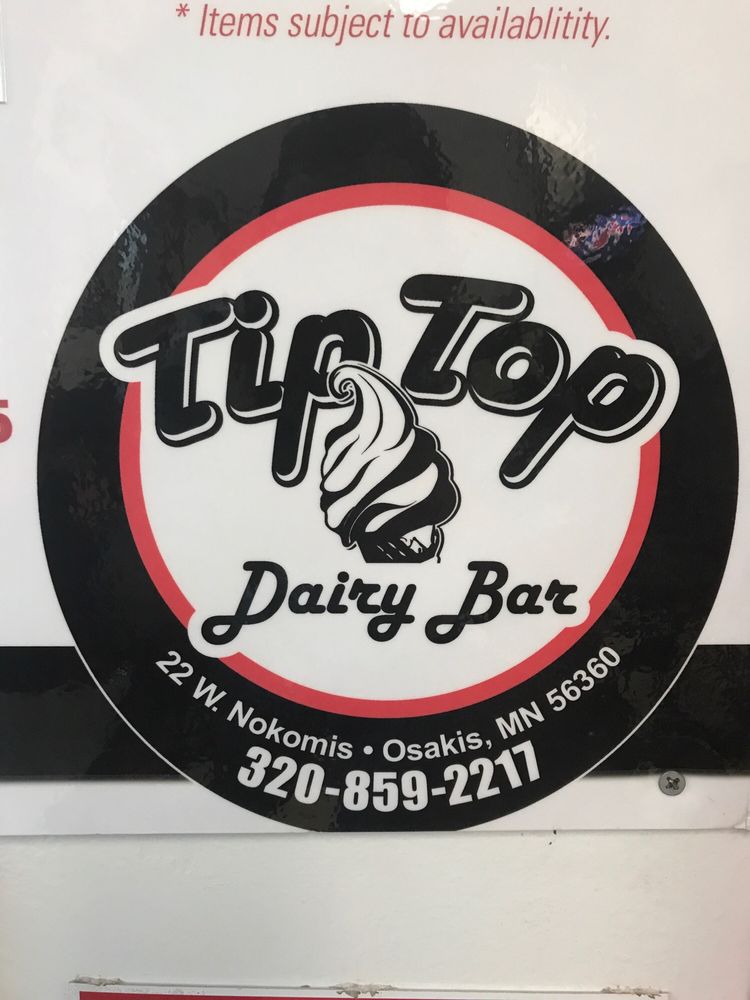 * Items subject to availablitity.
Tip Top
Dairy Bar
22 W. Nokomis • Osakis, MN 56360
320-859-2217